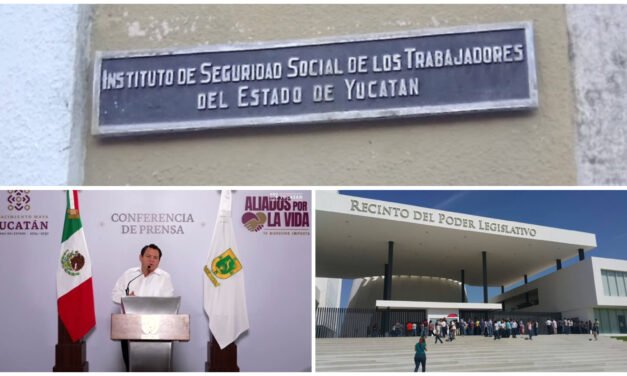 INSTITUTO DE SEGURIDAD SOCIAL DE LOS TRABAJADORES
DEL ESTADO DE YUCATÁN
YUCATÁN
CONFERENCIA
DE PRENSA
ALIADOS POR
LA VIDA
RECINTO DEL PODER LEGISLATIVO